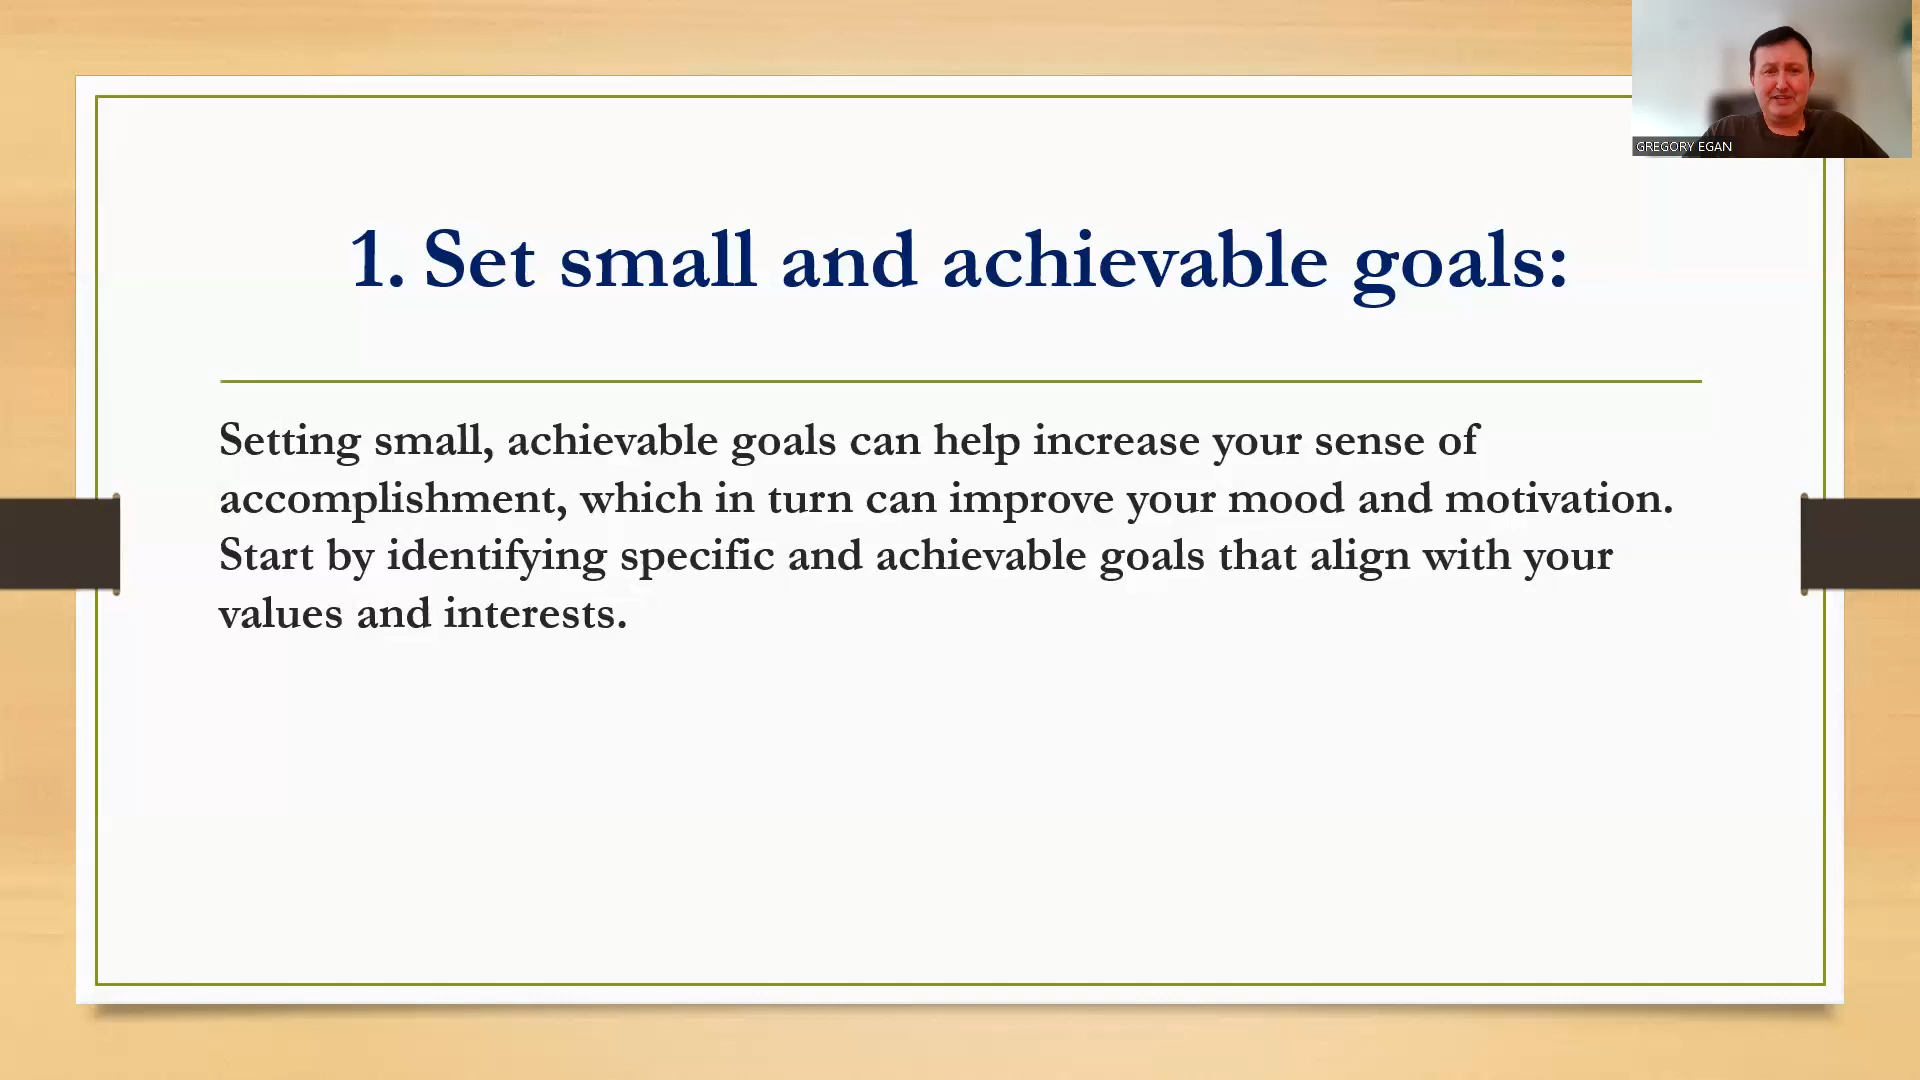 GREGORY EGAN
1. Set small and achievable goals:
Setting small, achievable goals can help increase your sense of
accomplishment, which in turn can improve your mood and motivation.
Start by identifying specific and achievable goals that align with your
values and interests.